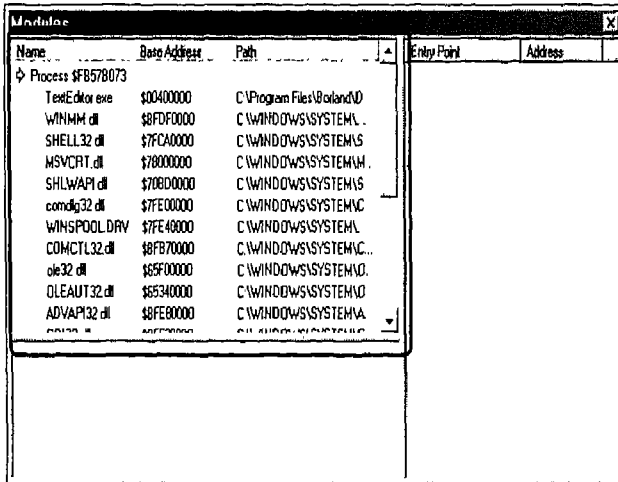 Modules
Name Base Address Path Entry Point Address
Process $FB578073
TextEditor exe $00400000 C \Program Files\Borland\D
WINMM dll $BFDF0000 C \WINDOWS\SYSTEM\...
SHELL32 dll $7FCA0000 C \WINDOWS\SYSTEM\S
MSVCRT.dll $78000000 C \WINDOWS\SYSTEM\M.
SHLWAPI dll $70BD0000 C \WINDOWS\SYSTEM\S
comdlg32 dll $7FE00000 C \WINDOWS\SYSTEM\C
WINSPOOL DRV $7FE40000 C \WINDOWS\SYSTEM\
COMCTL32 dll $BFB70000 C \WINDOWS\SYSTEM\C...
ole32 dll $65F00000 C \WINDOWS\SYSTEM\O.
OLEAUT32 dll $65340000 C \WINDOWS\SYSTEM\O
ADVAPI32 dll $BFE80000 C \WINDOWS\SYSTEM\A